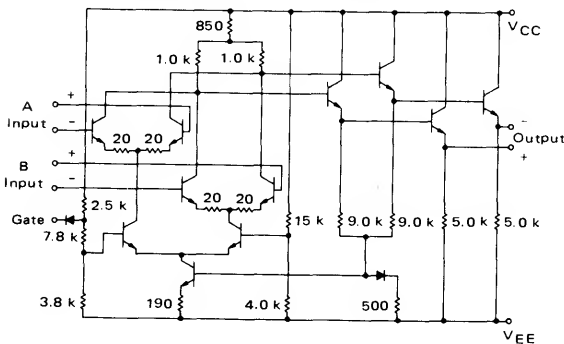 850
V CC
1.0 k 1.0 k
+
A
Input
−
20 20
+
B
Input
−
20 20
−
Output
+
2.5 k
Gate
7.8 k
15 k 9.0 k 9.0 k 5.0 k 5.0 k
3.8 k 190 4.0 k 500
V EE